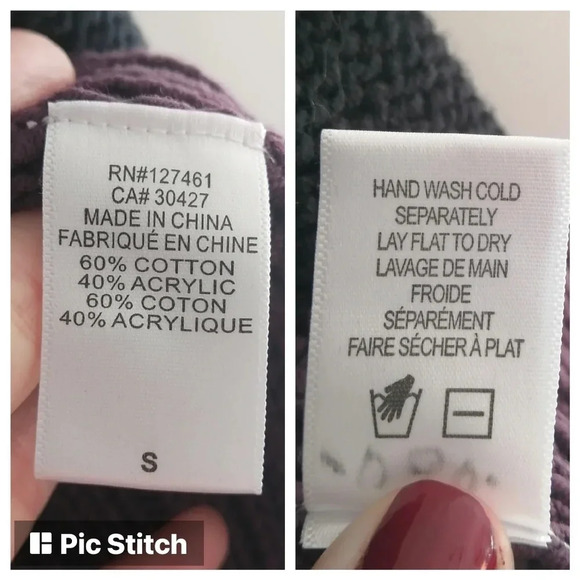 RN#127461
CA# 30427
MADE IN CHINA
FABRIQUÉ EN CHINE
60% COTTON
40% ACRYLIC
60% COTON
40% ACRYLIQUE
S
HAND WASH COLD
SEPARATELY
LAY FLAT TO DRY
LAVAGE DE MAIN
FROIDE
SÉPARÉMENT
FAIRE SÉCHER À PLAT
Pic Stitch